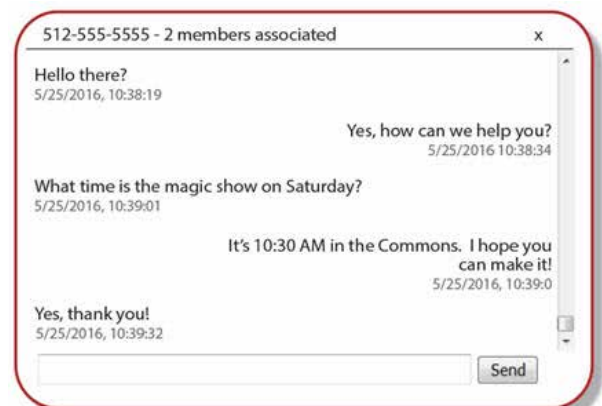 512-555-5555 - 2 members associated x
Hello there?
5/25/2016, 10:38:19
Yes, how can we help you?
5/25/2016 10:38:34
What time is the magic show on Saturday?
5/25/2016, 10:39:01
It's 10:30 AM in the Commons.  I hope you
can make it!
5/25/2016, 10:39:0
Yes, thank you!
5/25/2016, 10:39:32
Send